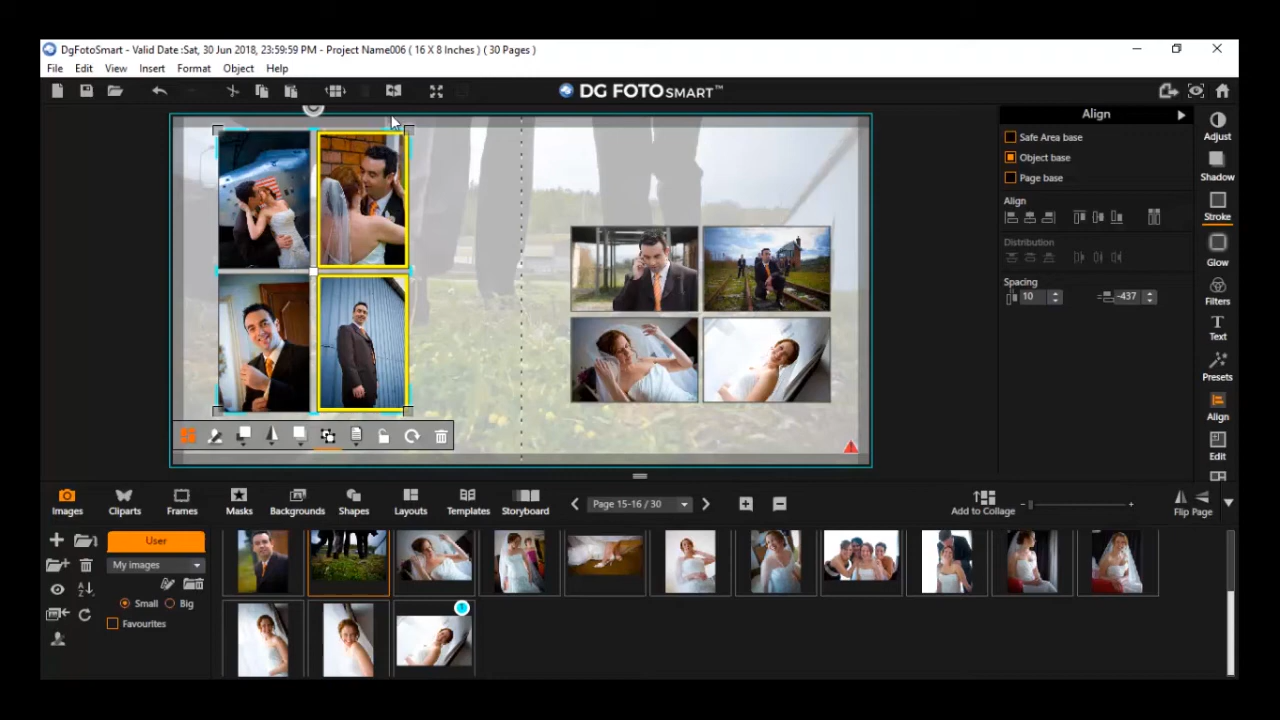 DgFotoSmart - Valid Date :Sat, 30 Jun 2018, 23:59:59 PM - Project Name006 ( 16 X 8 Inches ) ( 30 Pages )
File Edit View Insert Format Object Help
DG FOTO SMART™
Align
Safe Area base
Object base
Page base
Align
Distribution
Spacing
10 -437
Adjust
Shadow
Stroke
Glow
Filters
Text
Presets
Align
Edit
Images Cliparts Frames Masks Backgrounds Shapes Layouts Templates Storyboard
Page 15-16 / 30
Add to Collage
Flip Page
User
My images
Small Big
Favourites